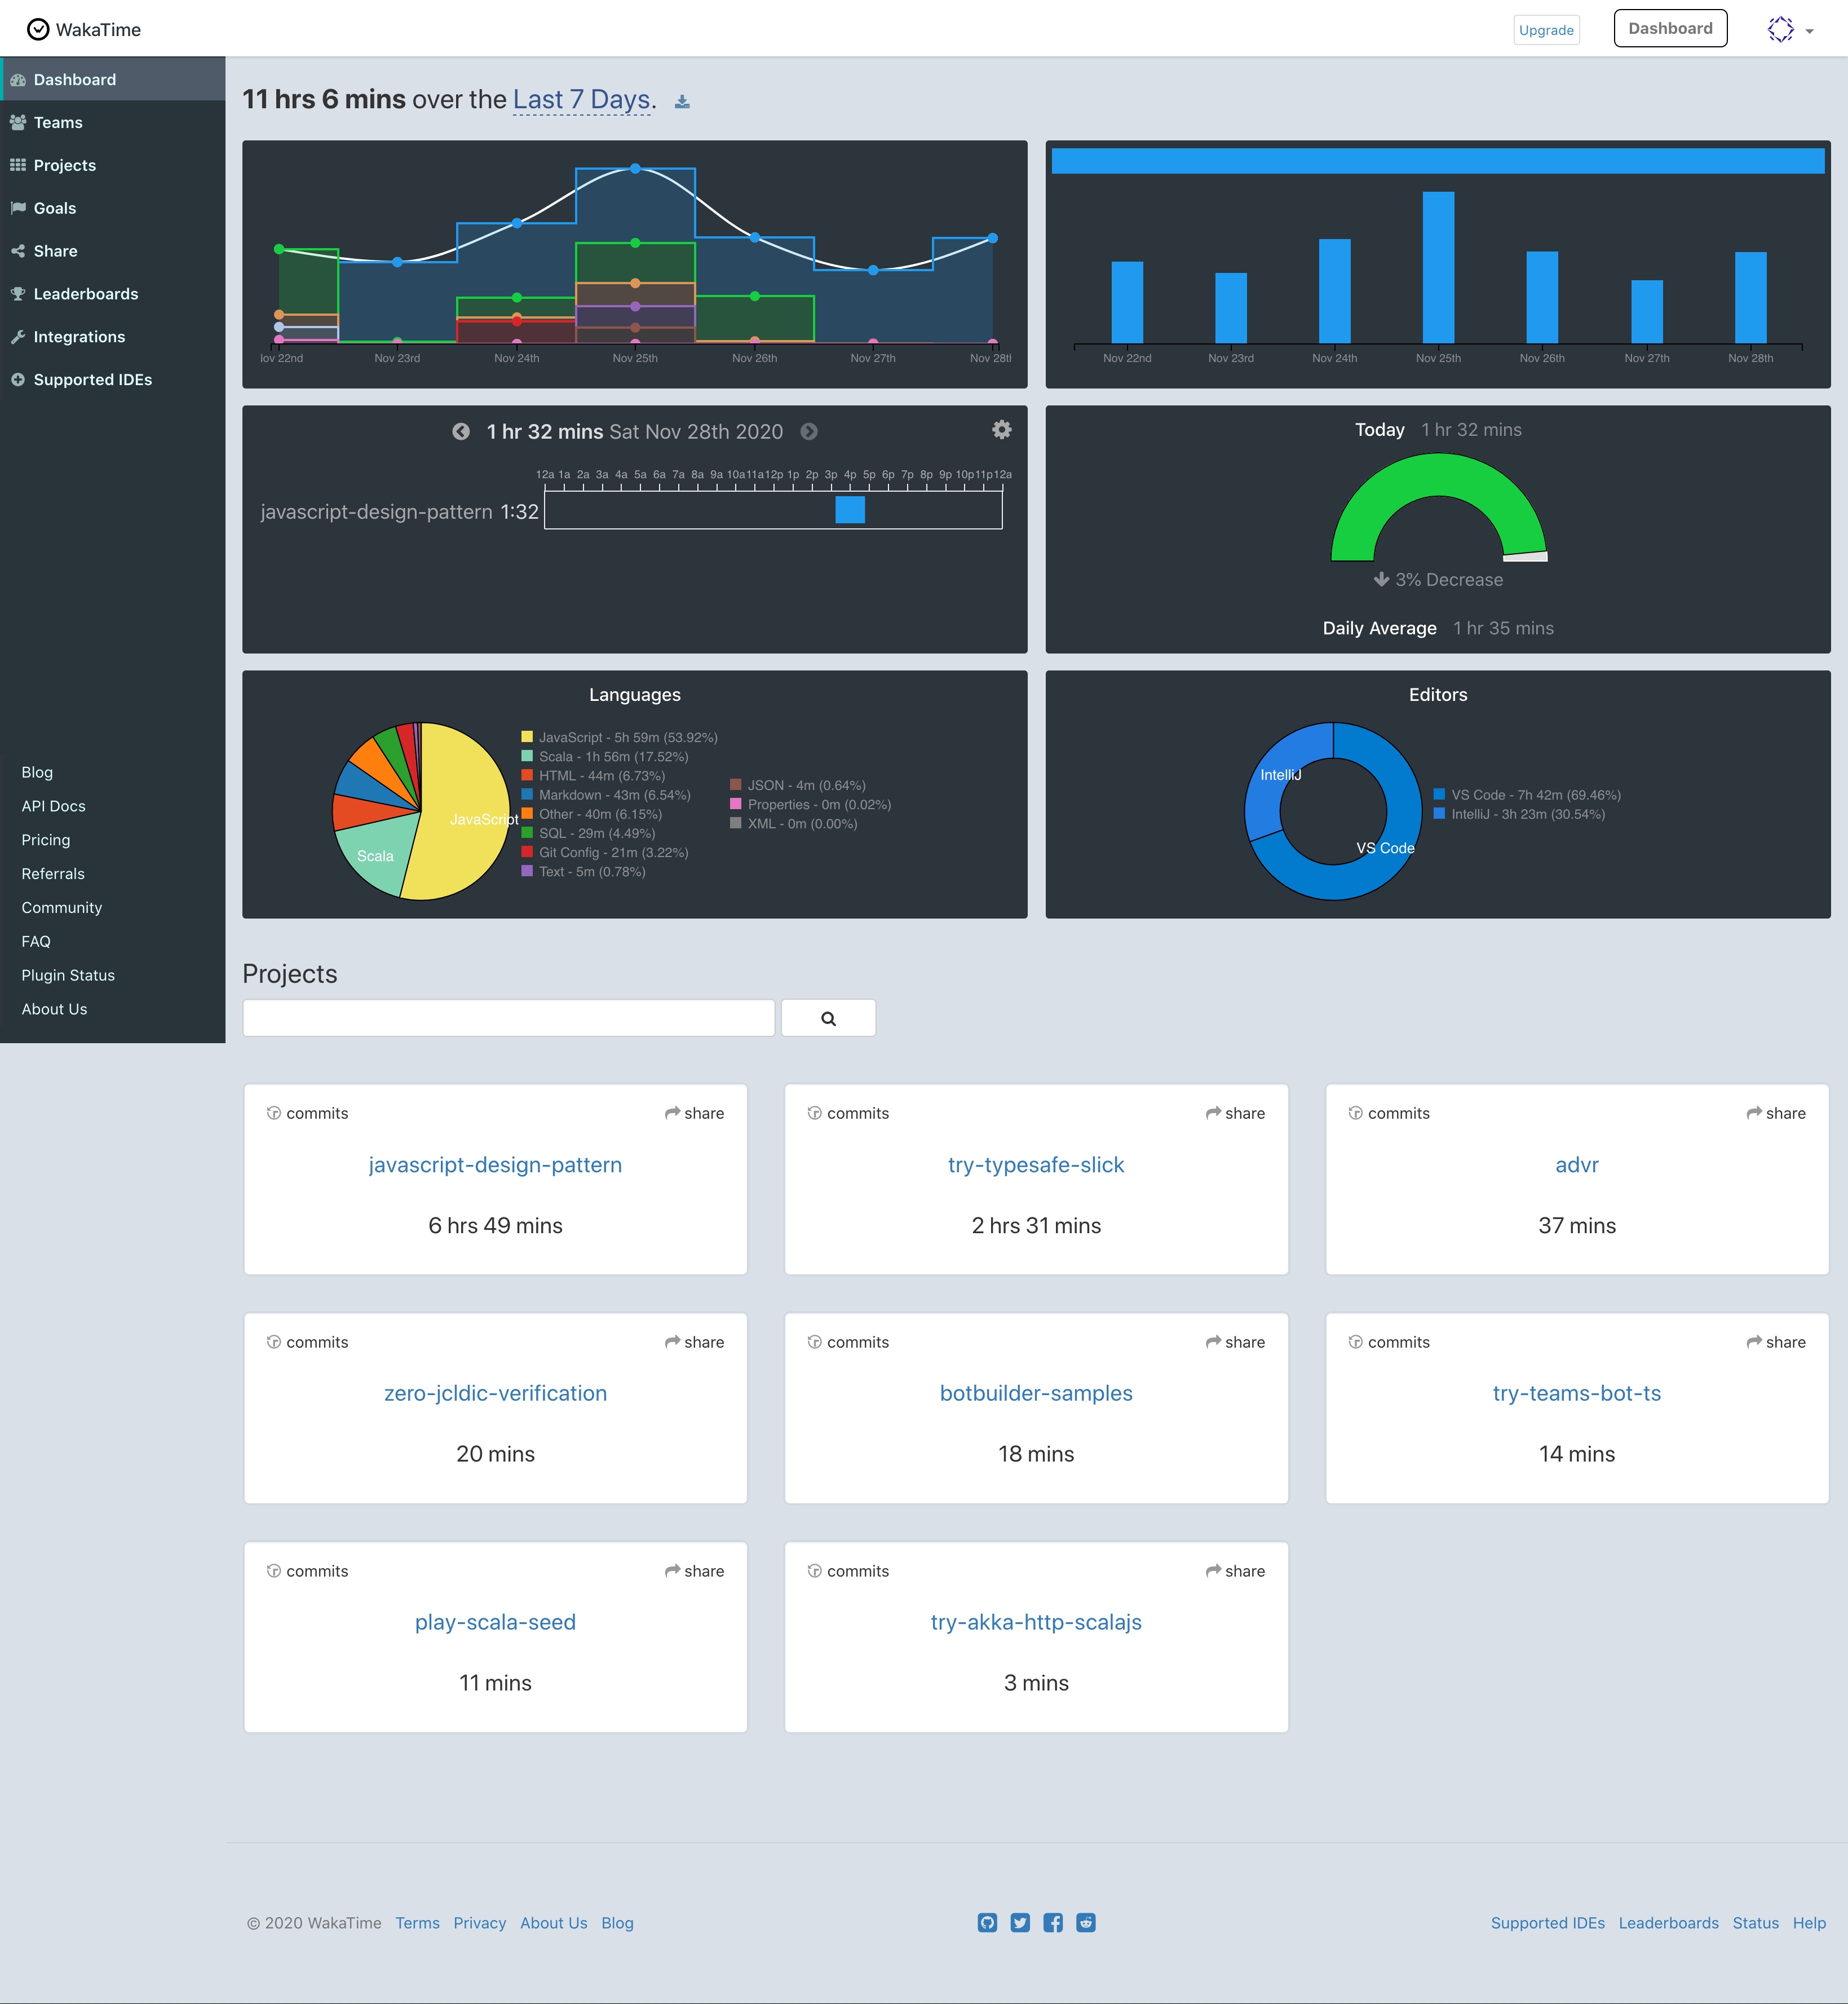 WakaTime
Upgrade
Dashboard
Dashboard
Teams
Projects
Goals
Share
Leaderboards
Integrations
Supported IDEs
Blog
API Docs
Pricing
Referrals
Community
FAQ
Plugin Status
About Us
11 hrs 6 mins over the Last 7 Days.
ov 22nd Nov 23rd Nov 24th Nov 25th Nov 26th Nov 27th Nov 28t
Nov 22nd Nov 23rd Nov 24th Nov 25th Nov 26th Nov 27th Nov 28th
1 hr 32 mins Sat Nov 28th 2020
12a 1a 2a 3a 4a 5a 6a 7a 8a 9a 10a 11a 12p 1p 2p 3p 4p 5p 6p 7p 8p 9p 10p 11p 12a
javascript-design-pattern 1:32
Today 1 hr 32 mins
3% Decrease
Daily Average 1 hr 35 mins
Languages
JavaScript
Scala
JavaScript - 5h 59m (53.92%)
Scala - 1h 56m (17.52%)
HTML - 44m (6.73%)
Markdown - 43m (6.54%)
Other - 40m (6.15%)
SQL - 29m (4.49%)
Git Config - 21m (3.22%)
Text - 5m (0.78%)
JSON - 4m (0.64%)
Properties - 0m (0.02%)
XML - 0m (0.00%)
Editors
IntelliJ
VS Code
VS Code - 7h 42m (69.46%)
IntelliJ - 3h 23m (30.54%)
Projects
commits share
javascript-design-pattern
6 hrs 49 mins
commits share
try-typesafe-slick
2 hrs 31 mins
commits share
advr
37 mins
commits share
zero-jcldic-verification
20 mins
commits share
botbuilder-samples
18 mins
commits share
try-teams-bot-ts
14 mins
commits share
play-scala-seed
11 mins
commits share
try-akka-http-scalajs
3 mins
© 2020 WakaTime Terms Privacy About Us Blog
Supported IDEs Leaderboards Status Help